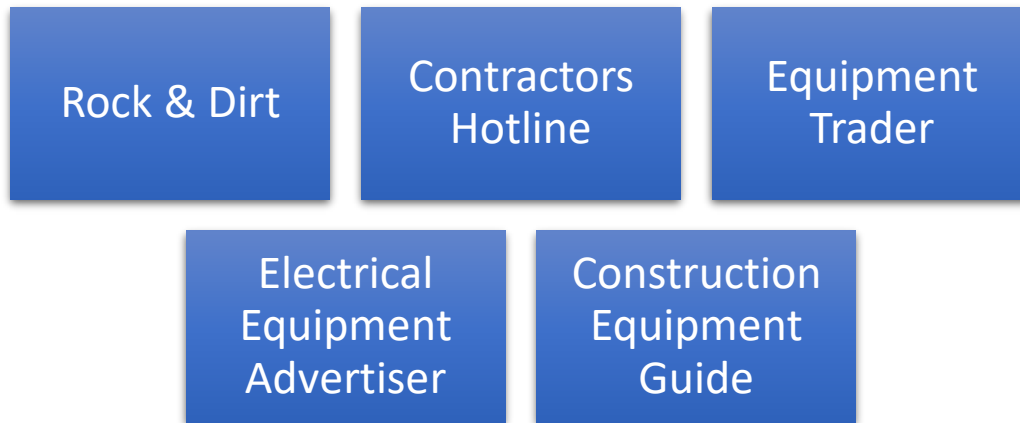 Rock & Dirt
Contractors
Hotline
Equipment
Trader
Electrical
Equipment
Advertiser
Construction
Equipment
Guide